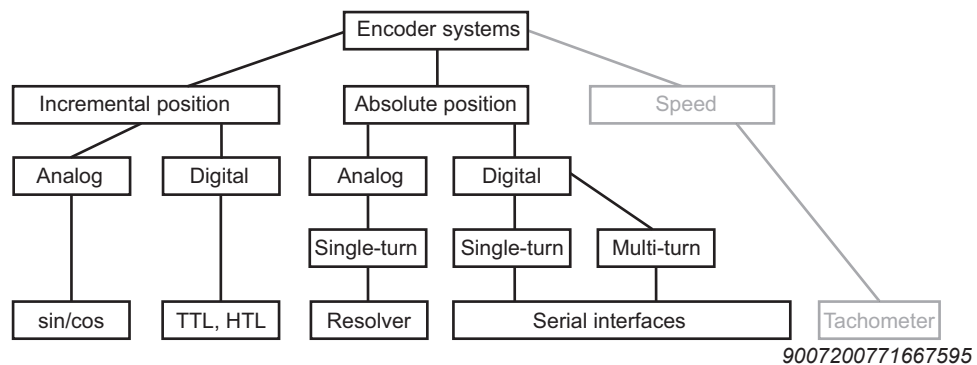 Encoder systems
Incremental position
Absolute position
Speed
Analog
Digital
Analog
Digital
Single-turn
Single-turn
Multi-turn
sin/cos
TTL, HTL
Resolver
Serial interfaces
Tachometer
9007200771667595